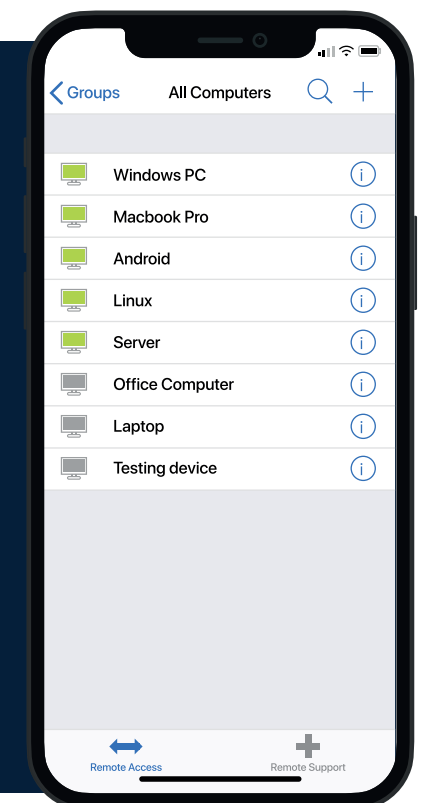 Groups All Computers
Windows PC
Macbook Pro
Android
Linux
Server
Office Computer
Laptop
Testing device
Remote Access Remote Support